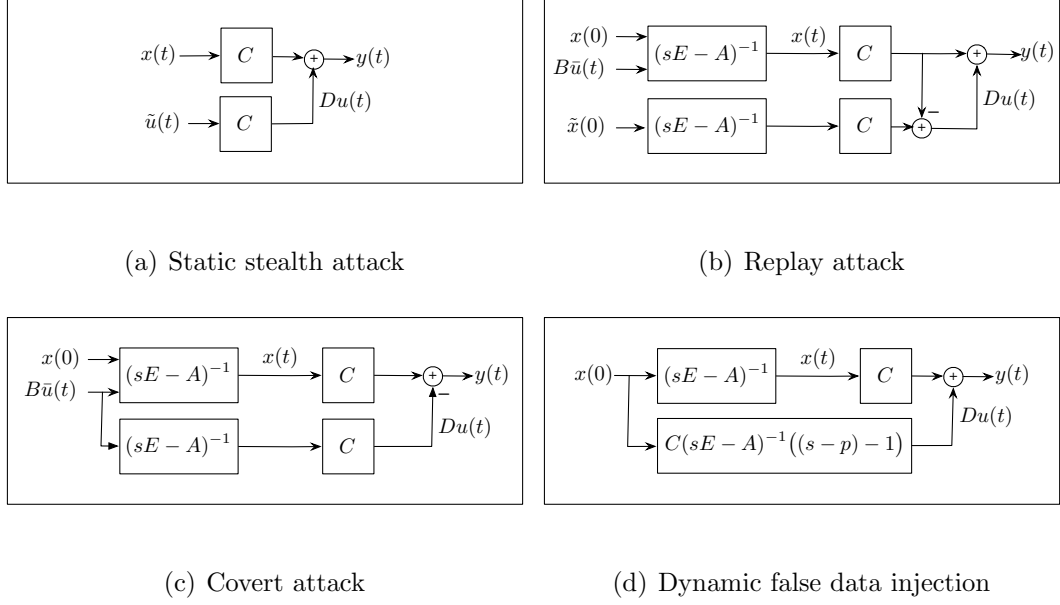 x(t) C + y(t)
Du(t)
ũ(t) C
(a) Static stealth attack
x(0) x(t)
Bū(t) (sE − A)⁻¹ C + y(t)
Du(t)
−
x̃(0) (sE − A)⁻¹ C +
(b) Replay attack
x(0) x(t)
Bū(t) (sE − A)⁻¹ C + y(t)
−
Du(t)
(sE − A)⁻¹ C
(c) Covert attack
x(t)
x(0) (sE − A)⁻¹ C + y(t)
Du(t)
C(sE − A)⁻¹((s − p) − 1)
(d) Dynamic false data injection